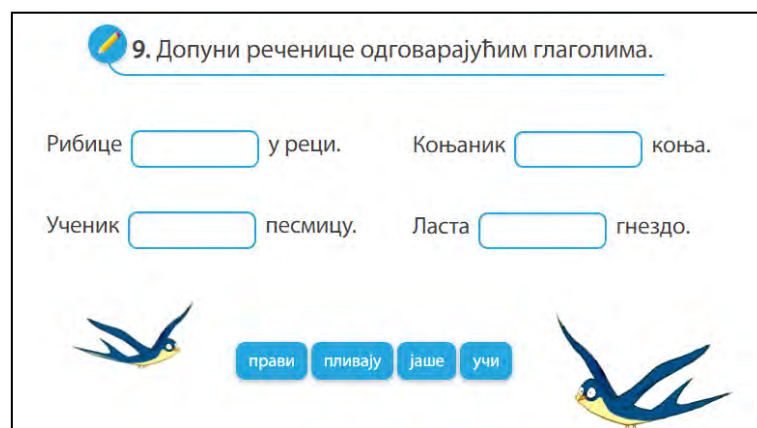 9. Допуни реченице одговарајућим глаголима.
Рибице у реци. Коњаник коња.
Ученик песмицу. Ласта гнездо.
прави пливају јаше учи